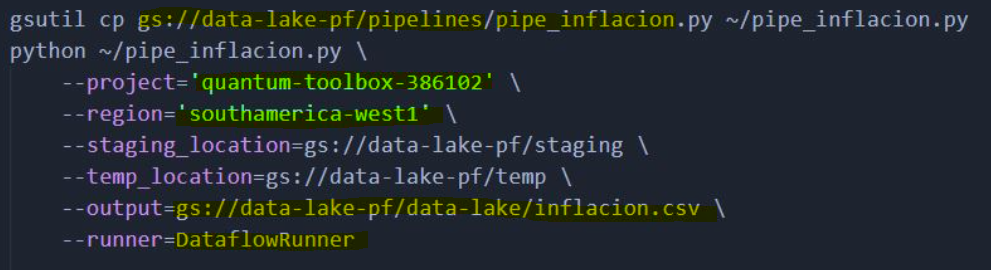 gsutil cp gs://data-lake-pf/pipelines/pipe_inflacion.py ~/pipe_inflacion.py
python ~/pipe_inflacion.py \
--project='quantum-toolbox-386102' \
--region='southamerica-west1' \
--staging_location=gs://data-lake-pf/staging \
--temp_location=gs://data-lake-pf/temp \
--output=gs://data-lake-pf/data-lake/inflacion.csv \
--runner=DataflowRunner